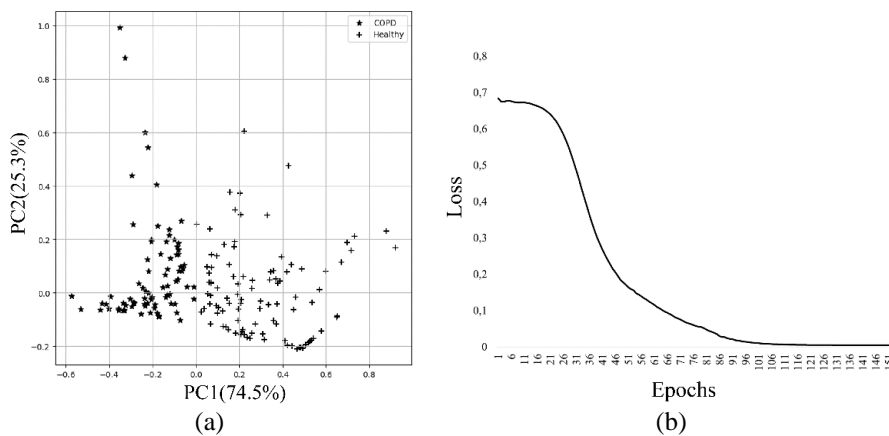 COPD
Healthy
1.0
0.8
0.6
0.4
0.2
0.0
−0.2
PC2(25.3%)
−0.6 −0.4 −0.2 0.0 0.2 0.4 0.6 0.8
PC1(74.5%)
(a)
0,8
0,7
0,6
0,5
0,4
0,3
0,2
0,1
0
Loss
1 6 11 16 21 26 31 36 41 46 51 56 61 66 71 76 81 86 91 96 101 106 111 116 121 126 131 136 141 146 151
Epochs
(b)